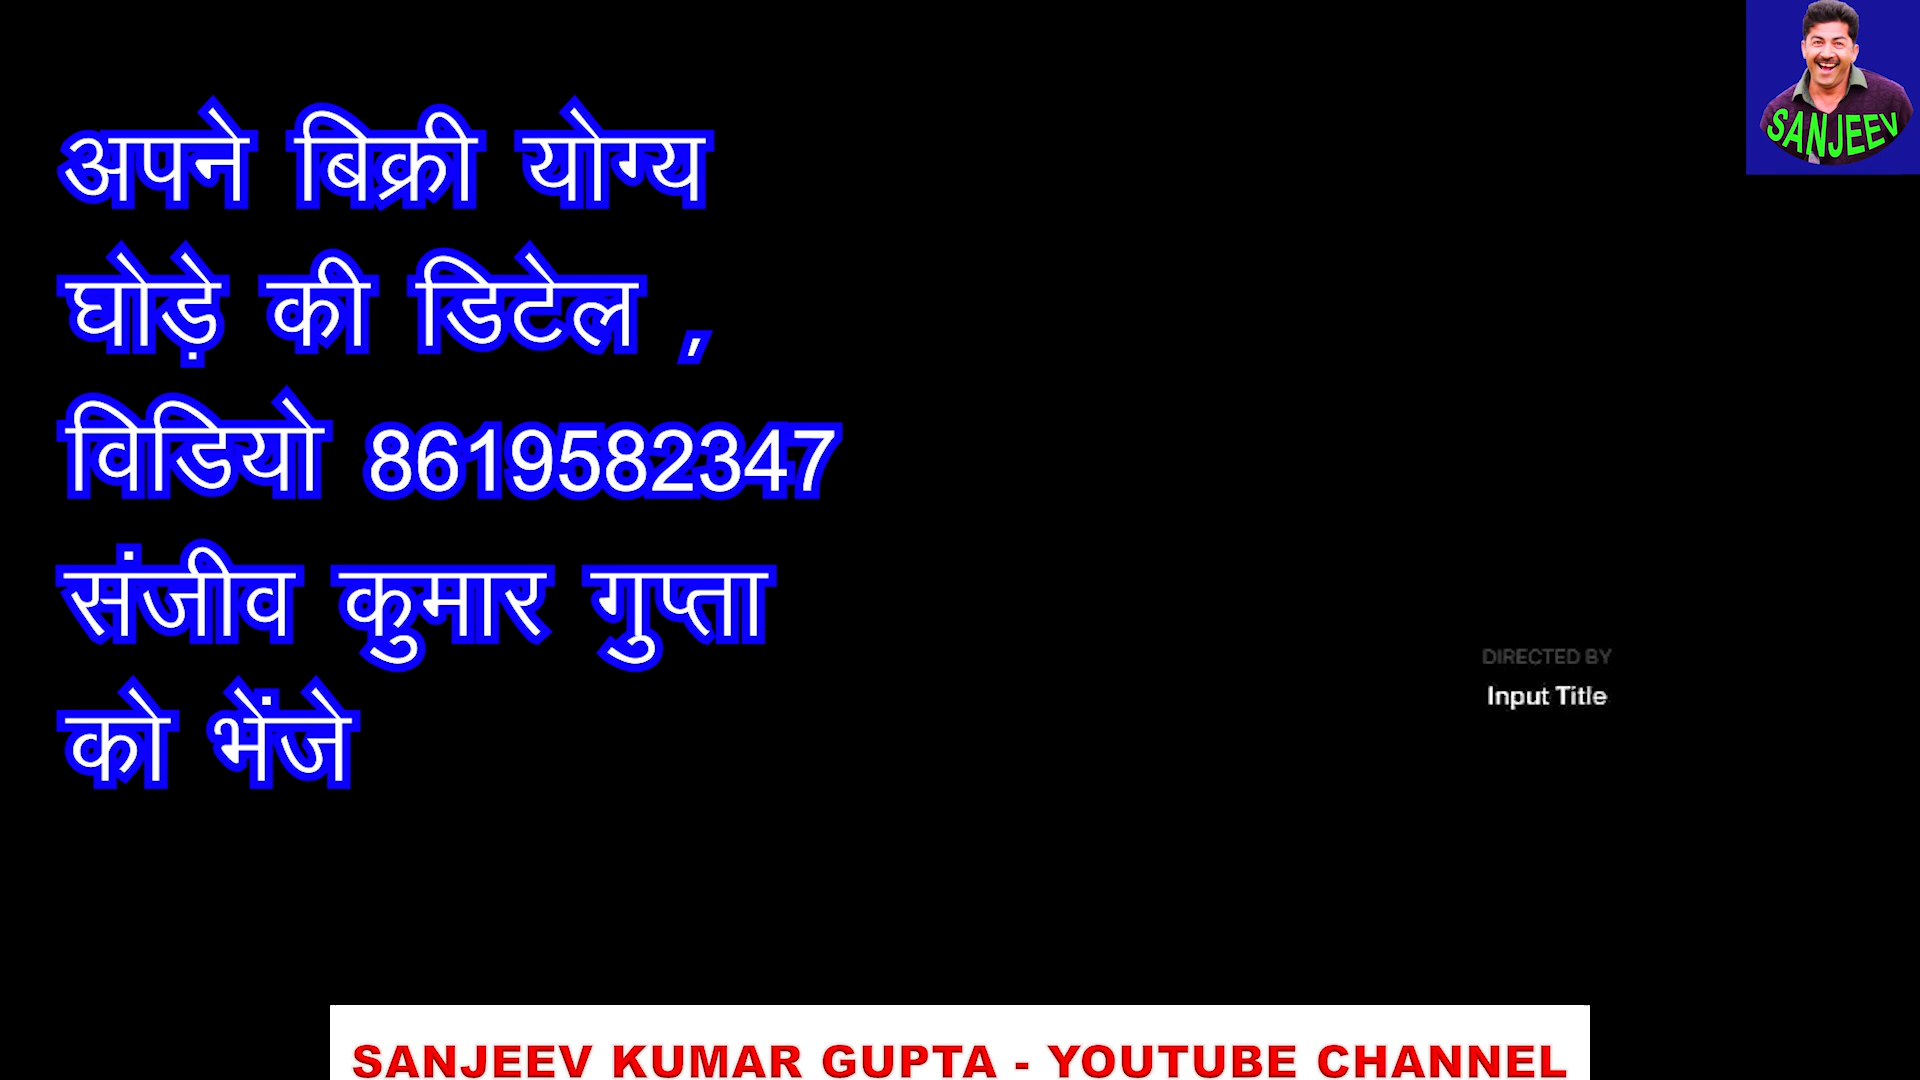 अपने बिक्री योग्य
घोड़े की डिटेल ,
विडियो 8619582347
संजीव कुमार गुप्ता
को भेंजे
SANJEEV
DIRECTED BY
Input Title
SANJEEV KUMAR GUPTA - YOUTUBE CHANNEL